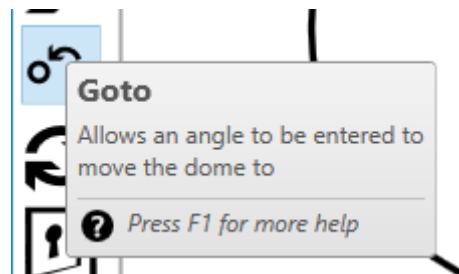 Goto
Allows an angle to be entered to
move the dome to
Press F1 for more help